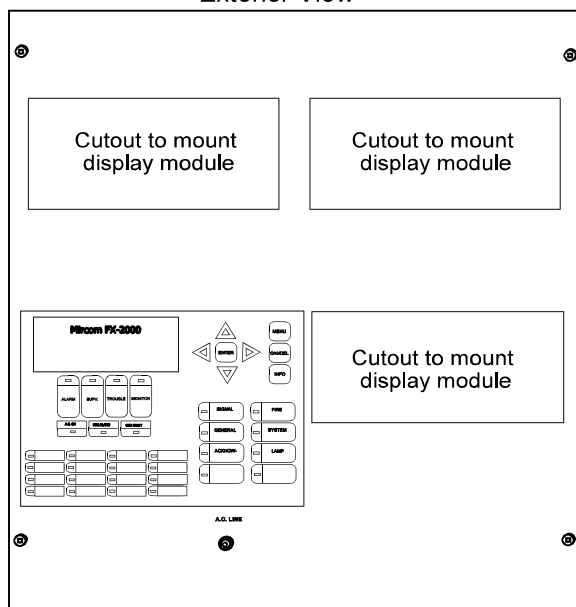 Exterior View
Cutout to mount
display module
Cutout to mount
display module
Mircom FX-2000
MENU
ENTER
CANCEL
INFO
Cutout to mount
display module
ALARM
SUPV.
TROUBLE
MONITOR
SIGNAL
FIRE
GENERAL
SYSTEM
ACKNOW-
LAMP
A.C. LINE